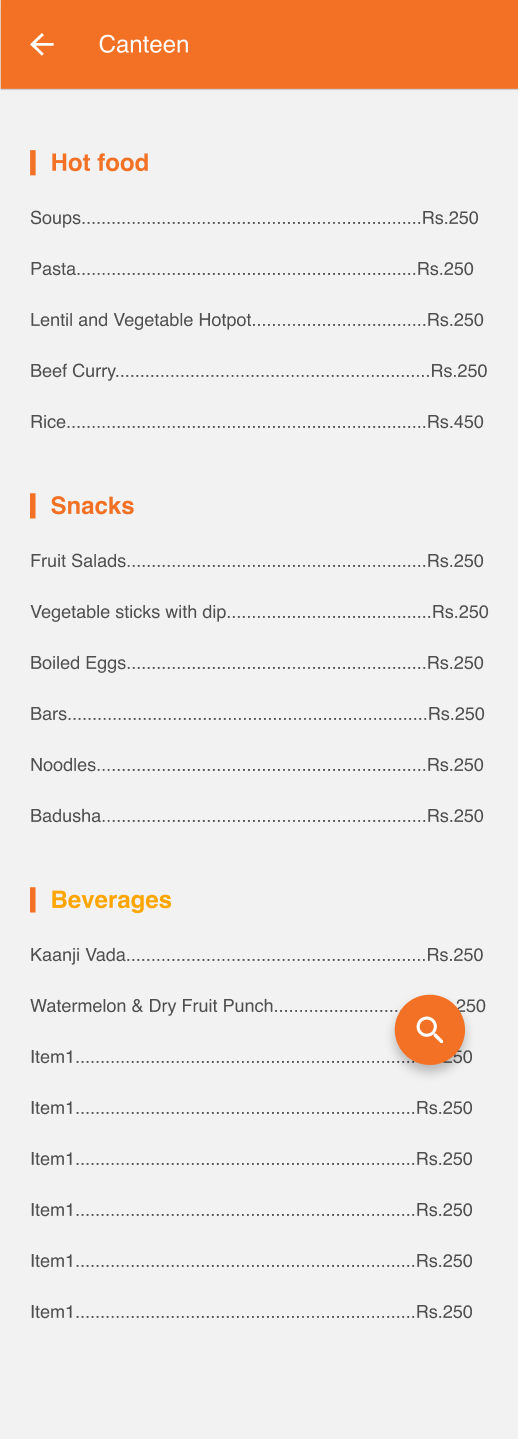 Canteen
Hot food
Soups....................................................................Rs.250
Pasta....................................................................Rs.250
Lentil and Vegetable Hotpot...................................Rs.250
Beef Curry...............................................................Rs.250
Rice........................................................................Rs.450
Snacks
Fruit Salads............................................................Rs.250
Vegetable sticks with dip.........................................Rs.250
Boiled Eggs............................................................Rs.250
Bars........................................................................Rs.250
Noodles..................................................................Rs.250
Badusha.................................................................Rs.250
Beverages
Kaanji Vada............................................................Rs.250
Watermelon & Dry Fruit Punch.........................250
Item1..............................................................50
Item1....................................................................Rs.250
Item1....................................................................Rs.250
Item1....................................................................Rs.250
Item1....................................................................Rs.250
Item1....................................................................Rs.250